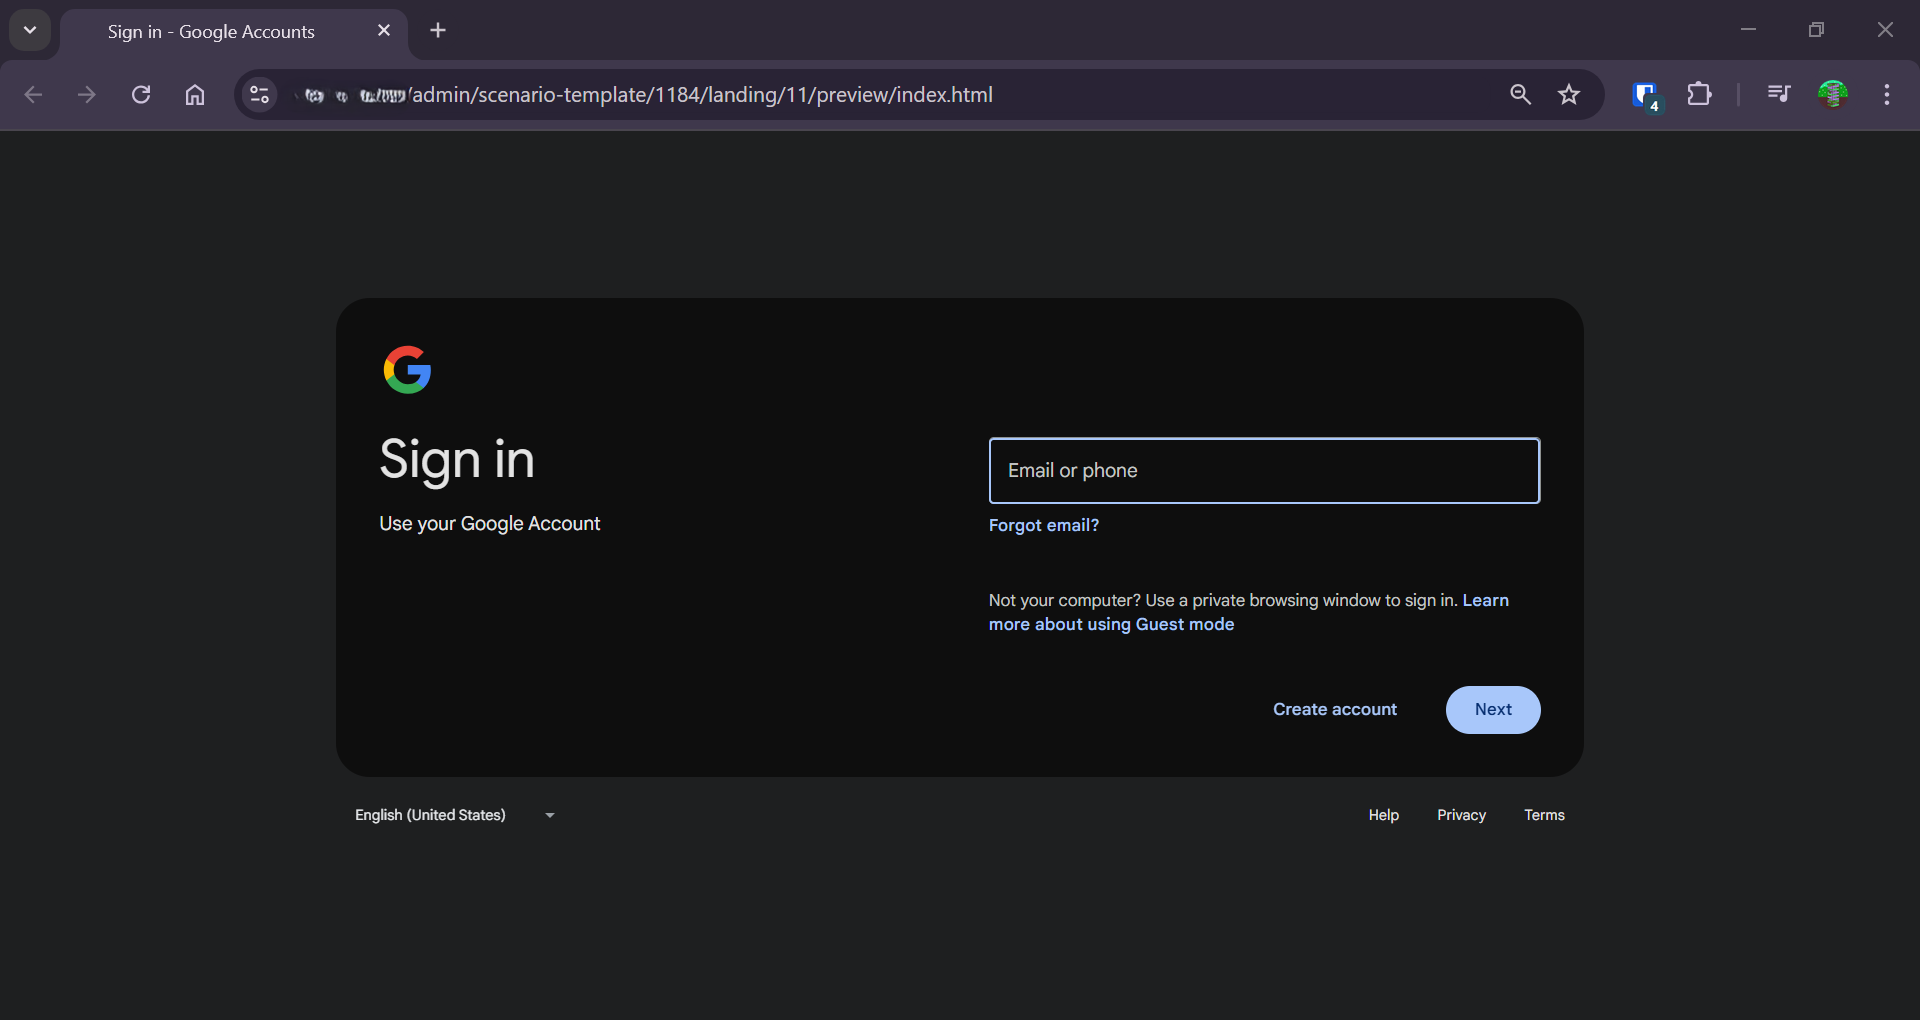 Sign in - Google Accounts
/admin/scenario-template/1184/landing/11/preview/index.html
4
Sign in
Use your Google Account
Email or phone
Forgot email?
Not your computer? Use a private browsing window to sign in. Learn
more about using Guest mode
Create account
Next
English (United States)
Help
Privacy
Terms